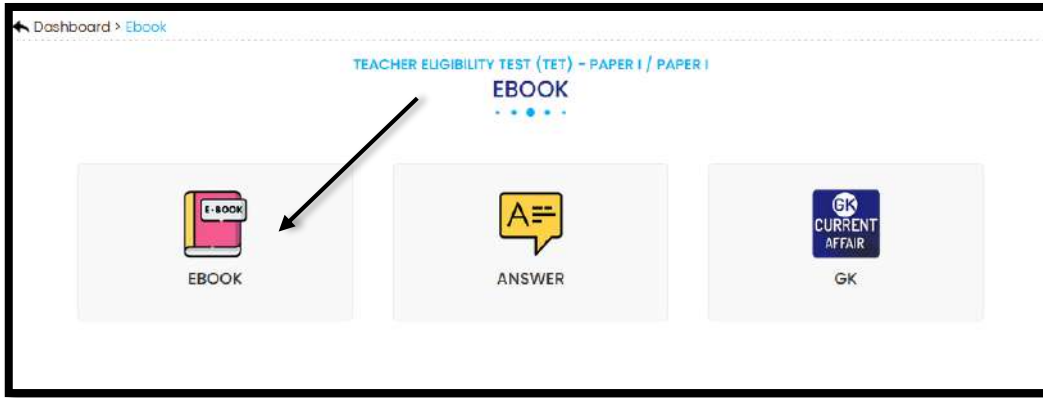 Dashboard > Ebook
TEACHER ELIGIBILITY TEST (TET) - PAPER I / PAPER I
EBOOK
E-BOOK
EBOOK
A
ANSWER
GK
CURRENT
AFFAIR
GK